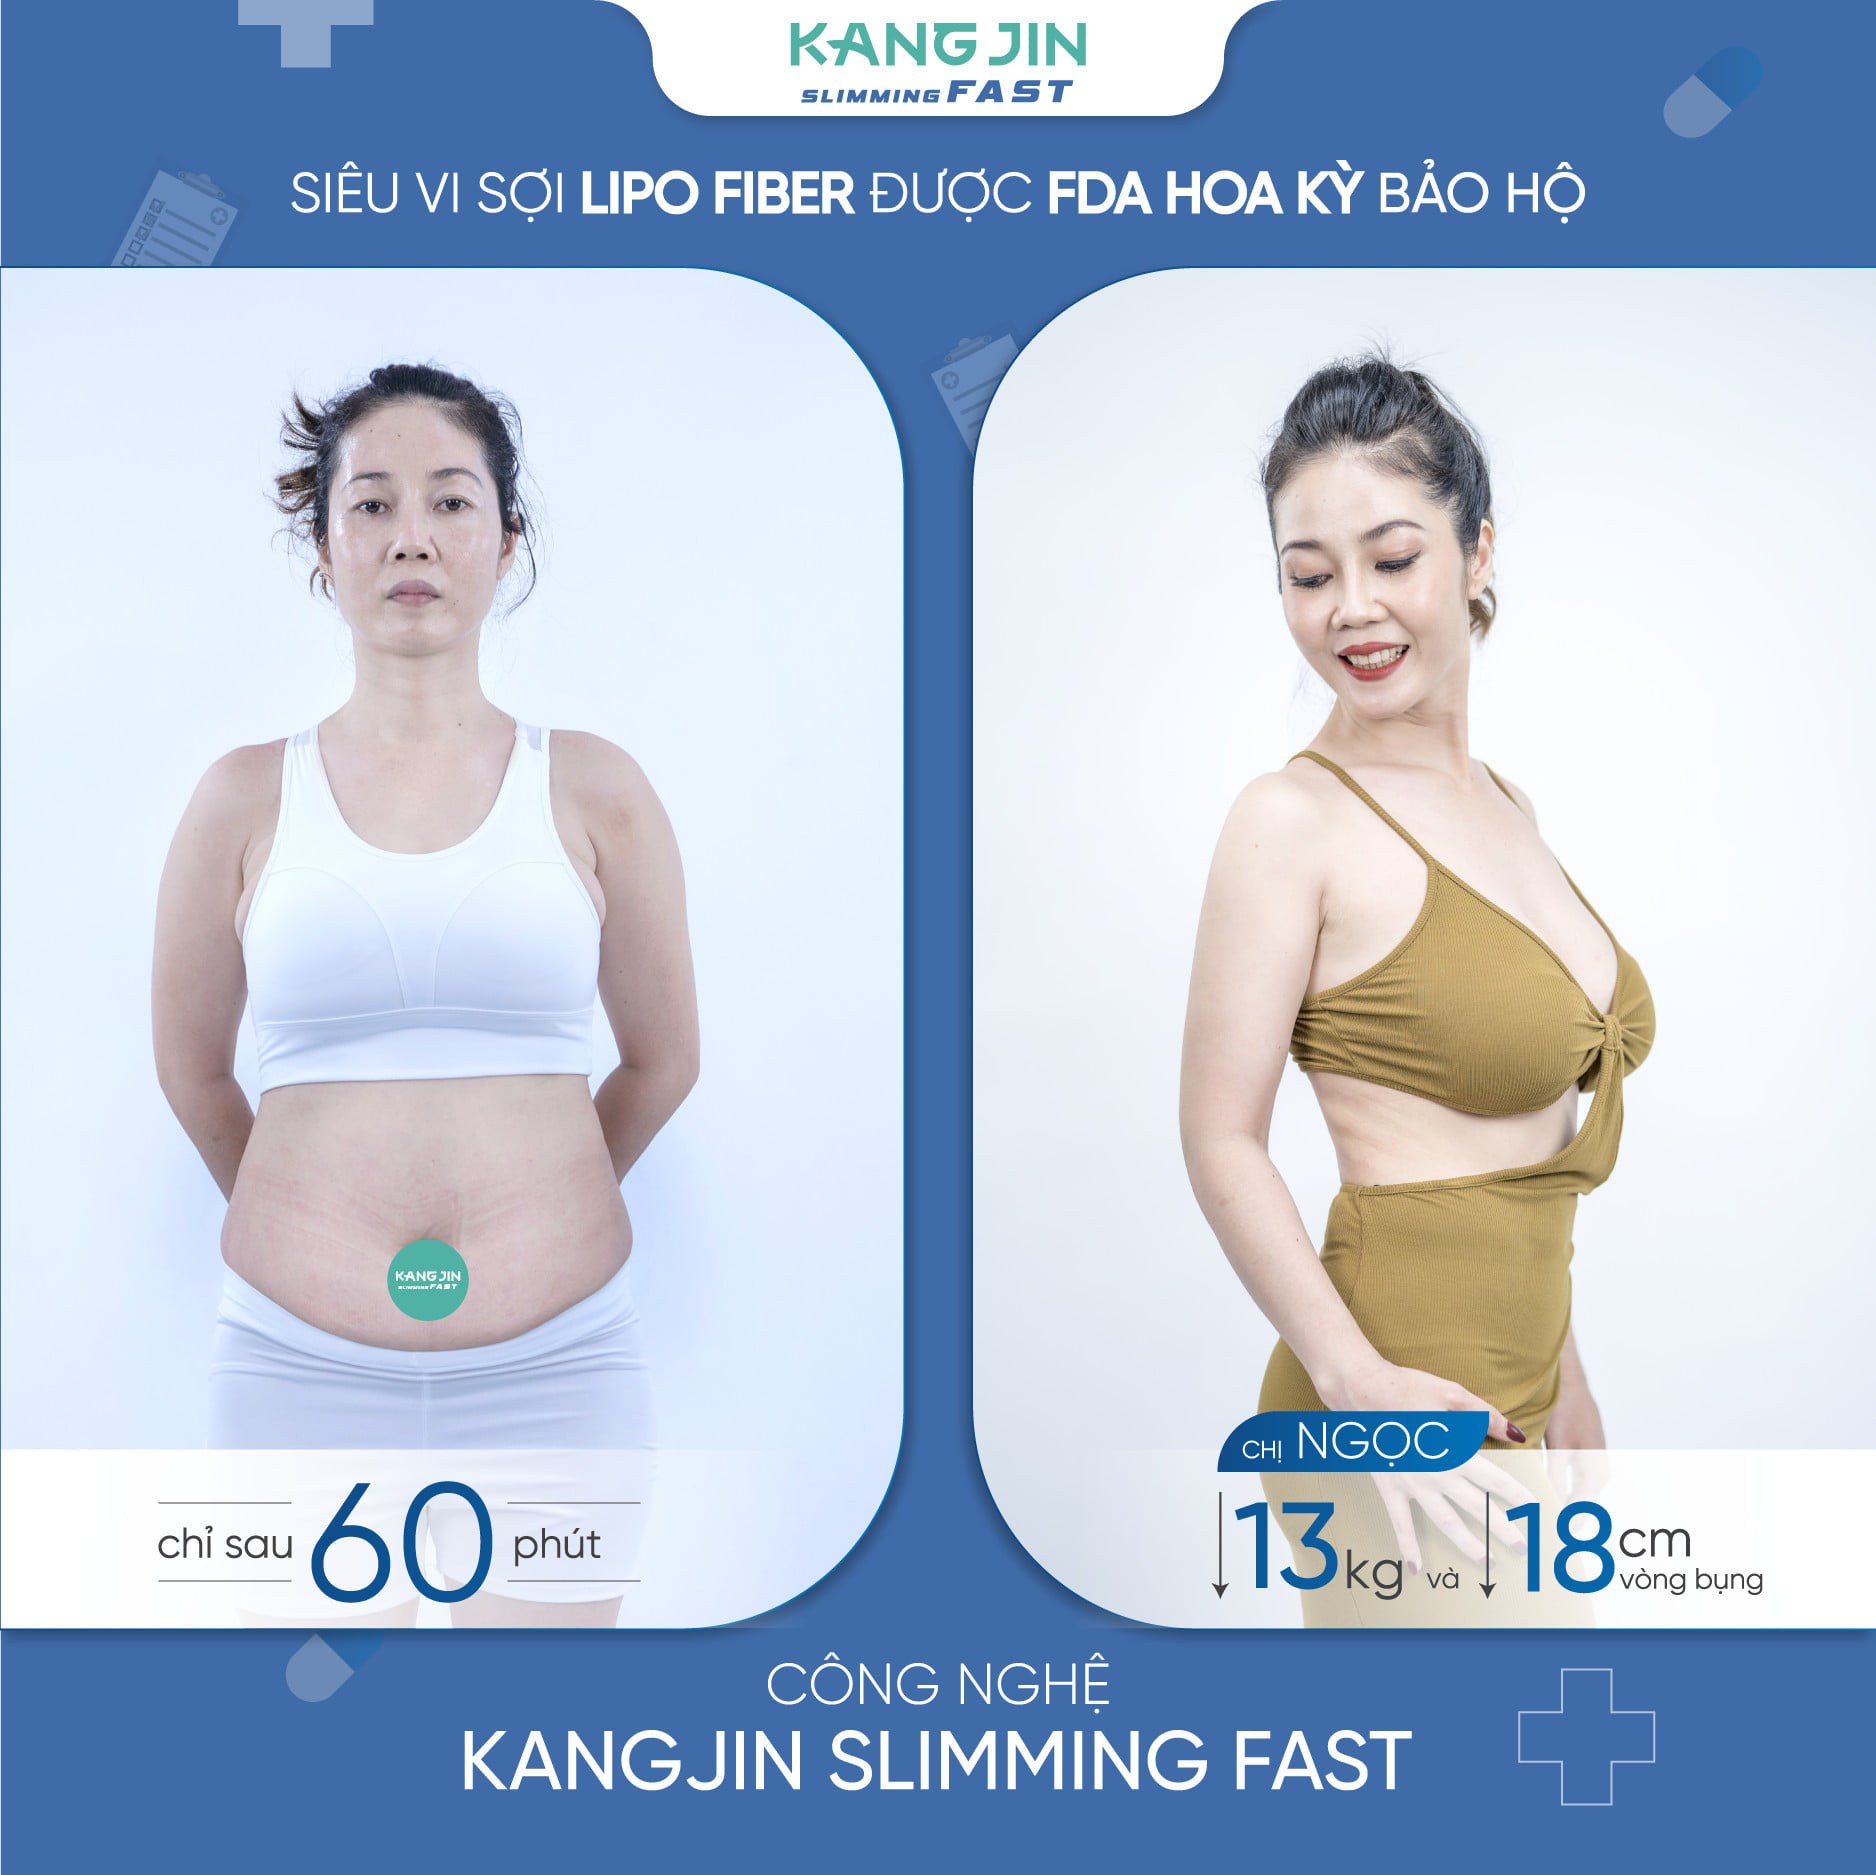 KANG JIN
SLIMMING FAST
SIÊU VI SỢI LIPO FIBER ĐƯỢC FDA HOA KỲ BẢO HỘ
KANG JIN
SLIMMING FAST
chỉ sau 60 phút
CHỊ NGỌC
↓13kg và ↓18cm vòng bụng
CÔNG NGHỆ
KANGJIN SLIMMING FAST